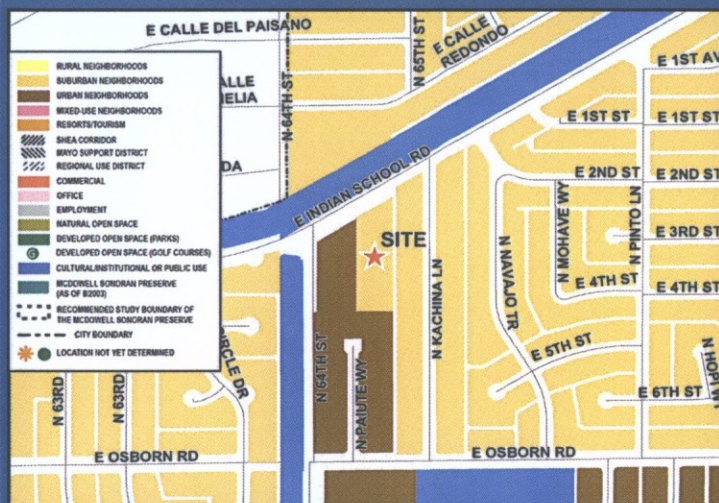 E CALLE DEL PAISANO
N 65TH ST
E CALLE
REDONDO
N 64TH ST
E 1ST AV
E INDIAN SCHOOL RD
E 1ST ST
E 1ST ST
E 2ND ST
E 2ND ST
N MOHAVE WY
N PINTO LN
E 3RD ST
SITE
N KACHINA LN
N NAVAJO TR
E 4TH ST
E 4TH ST
N 64TH ST
N PAIUTE WY
E 5TH ST
E 6TH ST
N HOPI W
N 63RD
N 63RD
RCLE DR
E OSBORN RD
E OSBORN RD
ALLE
DA
RURAL NEIGHBORHOODS
SUBURBAN NEIGHBORHOODS
URBAN NEIGHBORHOODS
MIXED-USE NEIGHBORHOODS
RESORTS/TOURISM
SHEA CORRIDOR
MAYO SUPPORT DISTRICT
REGIONAL USE DISTRICT
COMMERCIAL
OFFICE
EMPLOYMENT
NATURAL OPEN SPACE
DEVELOPED OPEN SPACE (PARKS)
G DEVELOPED OPEN SPACE (GOLF COURSES)
CULTURAL/INSTITUTIONAL OR PUBLIC USE
MCDOWELL SONORAN PRESERVE
(AS OF 8/2003)
RECOMMENDED STUDY BOUNDARY OF
THE MCDOWELL SONORAN PRESERVE
CITY BOUNDARY
LOCATION NOT YET DETERMINED